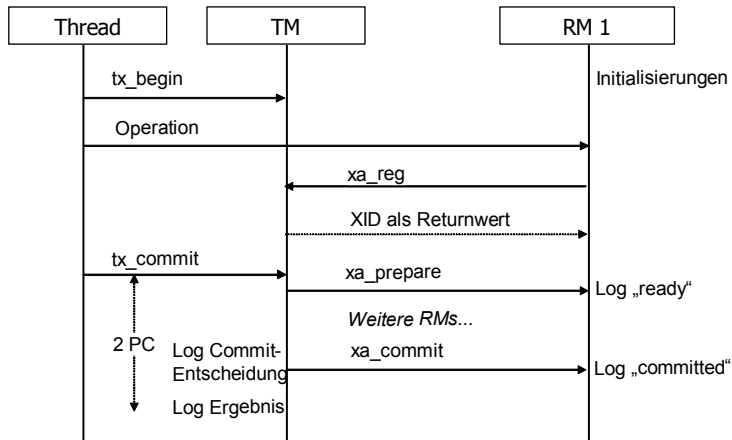 Thread
TM
RM 1
tx_begin
Initialisierungen
Operation
xa_reg
XID als Returnwert
tx_commit
xa_prepare
Log „ready“
Weitere RMs...
2 PC
Log Commit-
Entscheidung
xa_commit
Log „committed“
Log Ergebnis